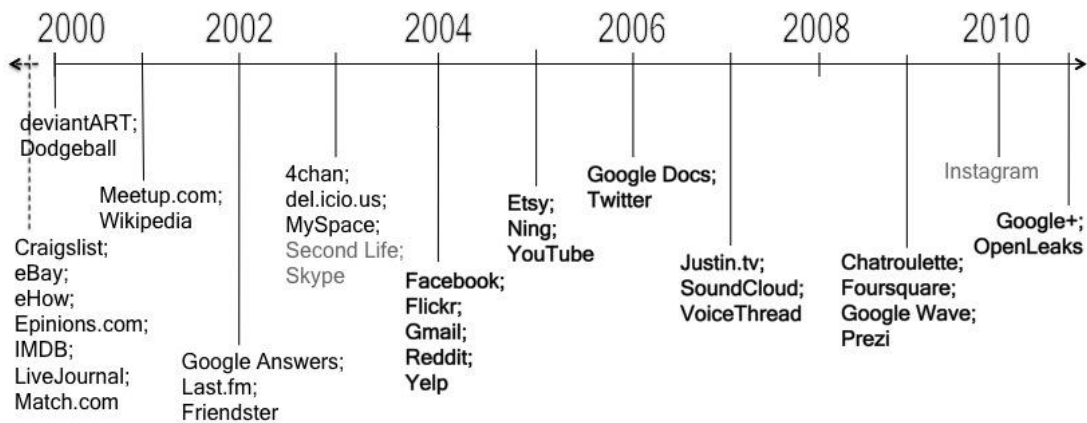 2000
2002
2004
2006
2008
2010
deviantART;
Dodgeball
Meetup.com;
Wikipedia
Craigslist;
eBay;
eHow;
Epinions.com;
IMDB;
LiveJournal;
Match.com
Google Answers;
Last.fm;
Friendster
4chan;
del.icio.us;
MySpace;
Second Life;
Skype
Facebook;
Flickr;
Gmail;
Reddit;
Yelp
Etsy;
Ning;
YouTube
Google Docs;
Twitter
Justin.tv;
SoundCloud;
VoiceThread
Chatroulette;
Foursquare;
Google Wave;
Prezi
Instagram
Google+;
OpenLeaks